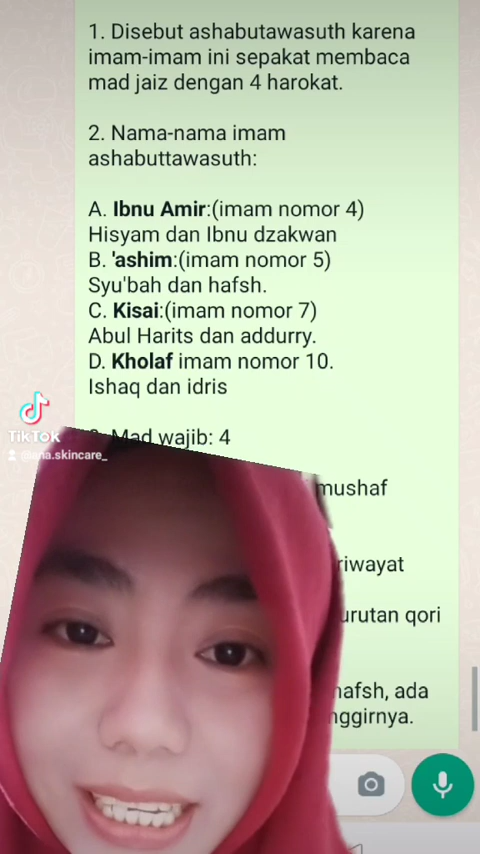 1. Disebut ashabutawasuth karena
imam-imam ini sepakat membaca
mad jaiz dengan 4 harokat.
2. Nama-nama imam
ashabuttawasuth:
A. Ibnu Amir:(imam nomor 4)
Hisyam dan Ibnu dzakwan
B. 'ashim:(imam nomor 5)
Syu'bah dan hafsh.
C. Kisai:(imam nomor 7)
Abul Harits dan addurry.
D. Kholaf imam nomor 10.
Ishaq dan idris
Mad wajib: 4
mushaf
riwayat
urutan qori
hafsh, ada
nggirnya.
TikTok
@ana.skincare_